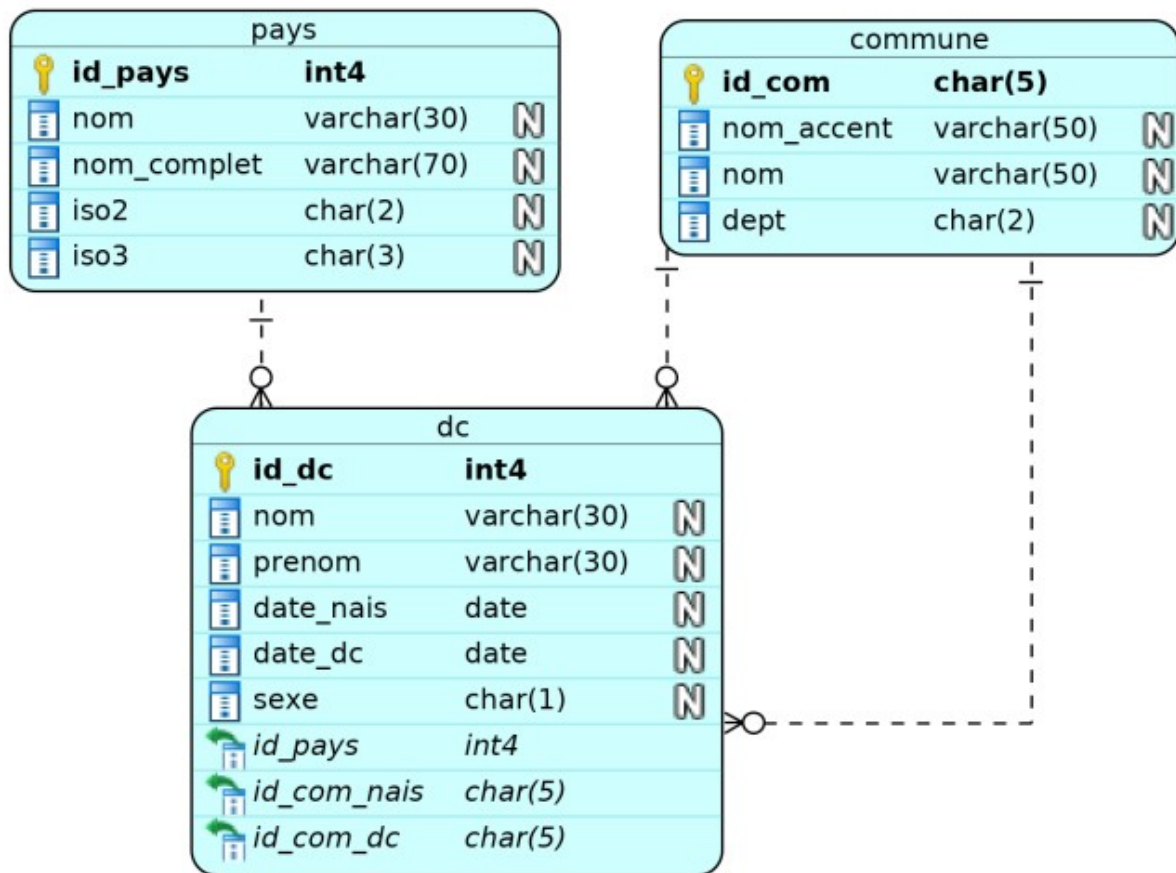 pays
id_pays int4
nom varchar(30) N
nom_complet varchar(70) N
iso2 char(2) N
iso3 char(3) N
commune
id_com char(5)
nom_accent varchar(50) N
nom varchar(50) N
dept char(2) N
dc
id_dc int4
nom varchar(30) N
prenom varchar(30) N
date_nais date N
date_dc date N
sexe char(1) N
id_pays int4
id_com_nais char(5)
id_com_dc char(5)